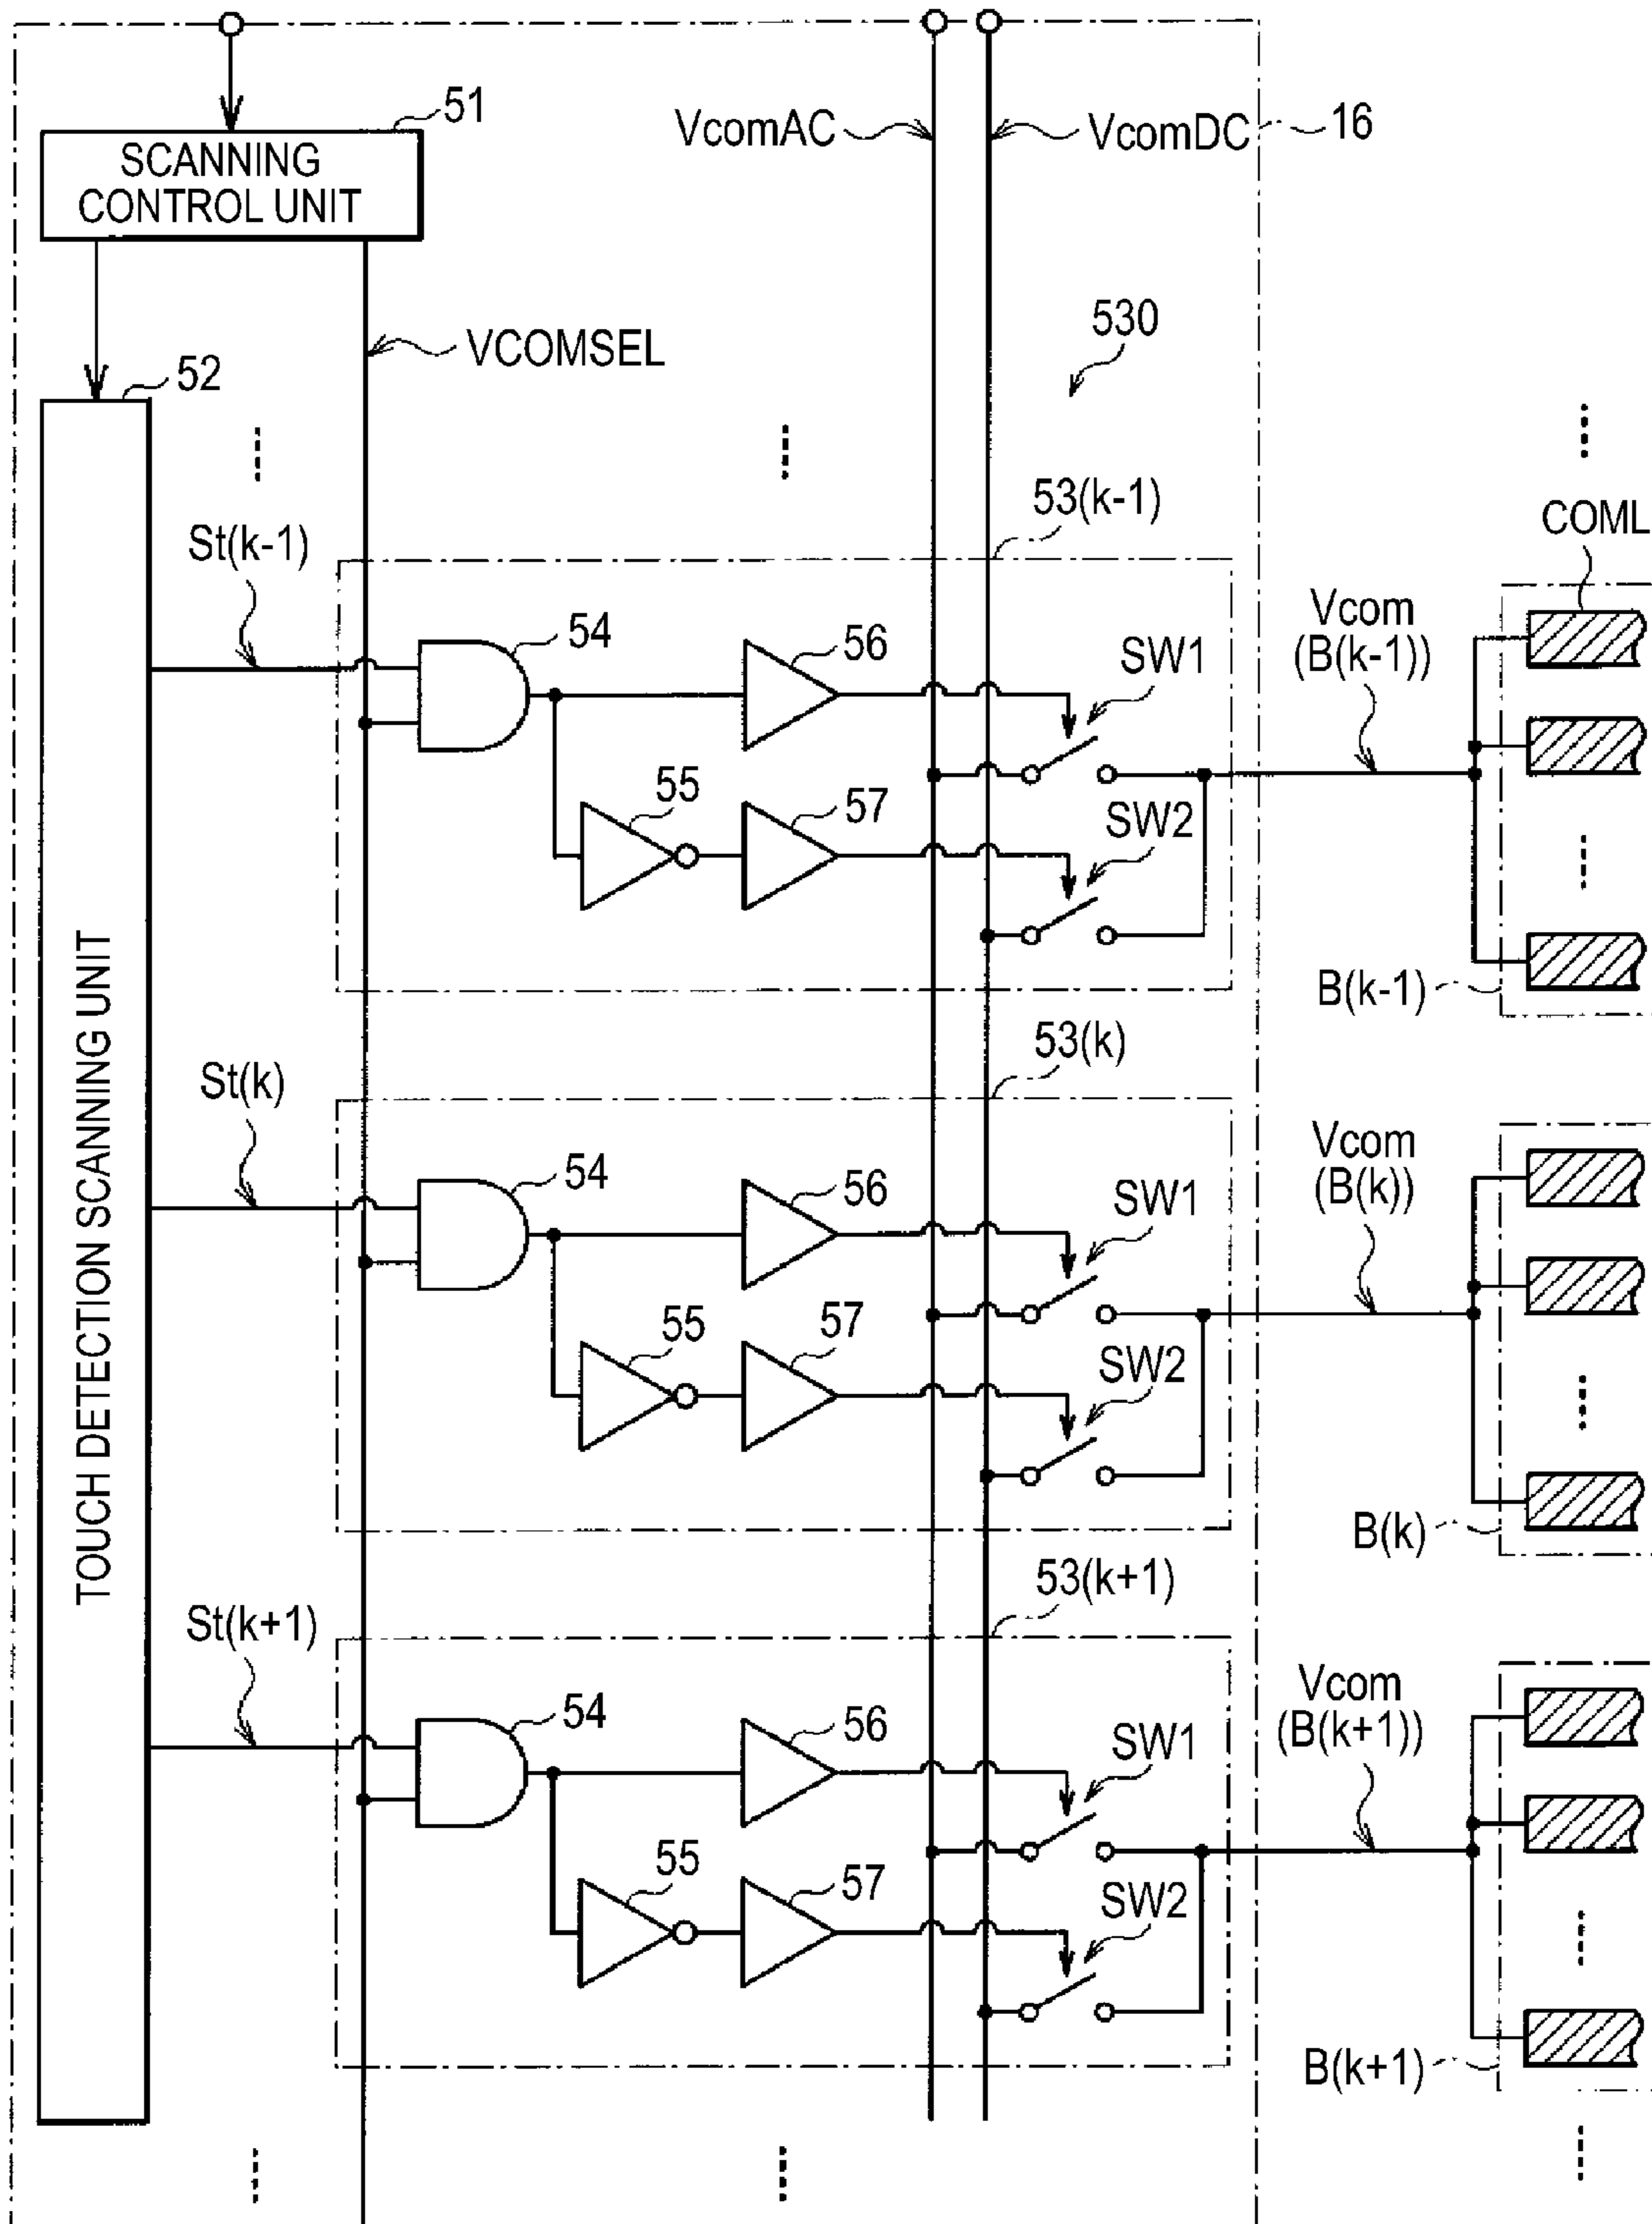 51
SCANNING
CONTROL UNIT
VcomAC
VcomDC
16
VCOMSEL
530
52
TOUCH DETECTION SCANNING UNIT
St(k-1)
53(k-1)
COML
54
56
SW1
Vcom
(B(k-1))
55
57
SW2
B(k-1)
53(k)
St(k)
54
56
SW1
Vcom
(B(k))
55
57
SW2
B(k)
53(k+1)
St(k+1)
54
56
SW1
Vcom
(B(k+1))
55
57
SW2
B(k+1)